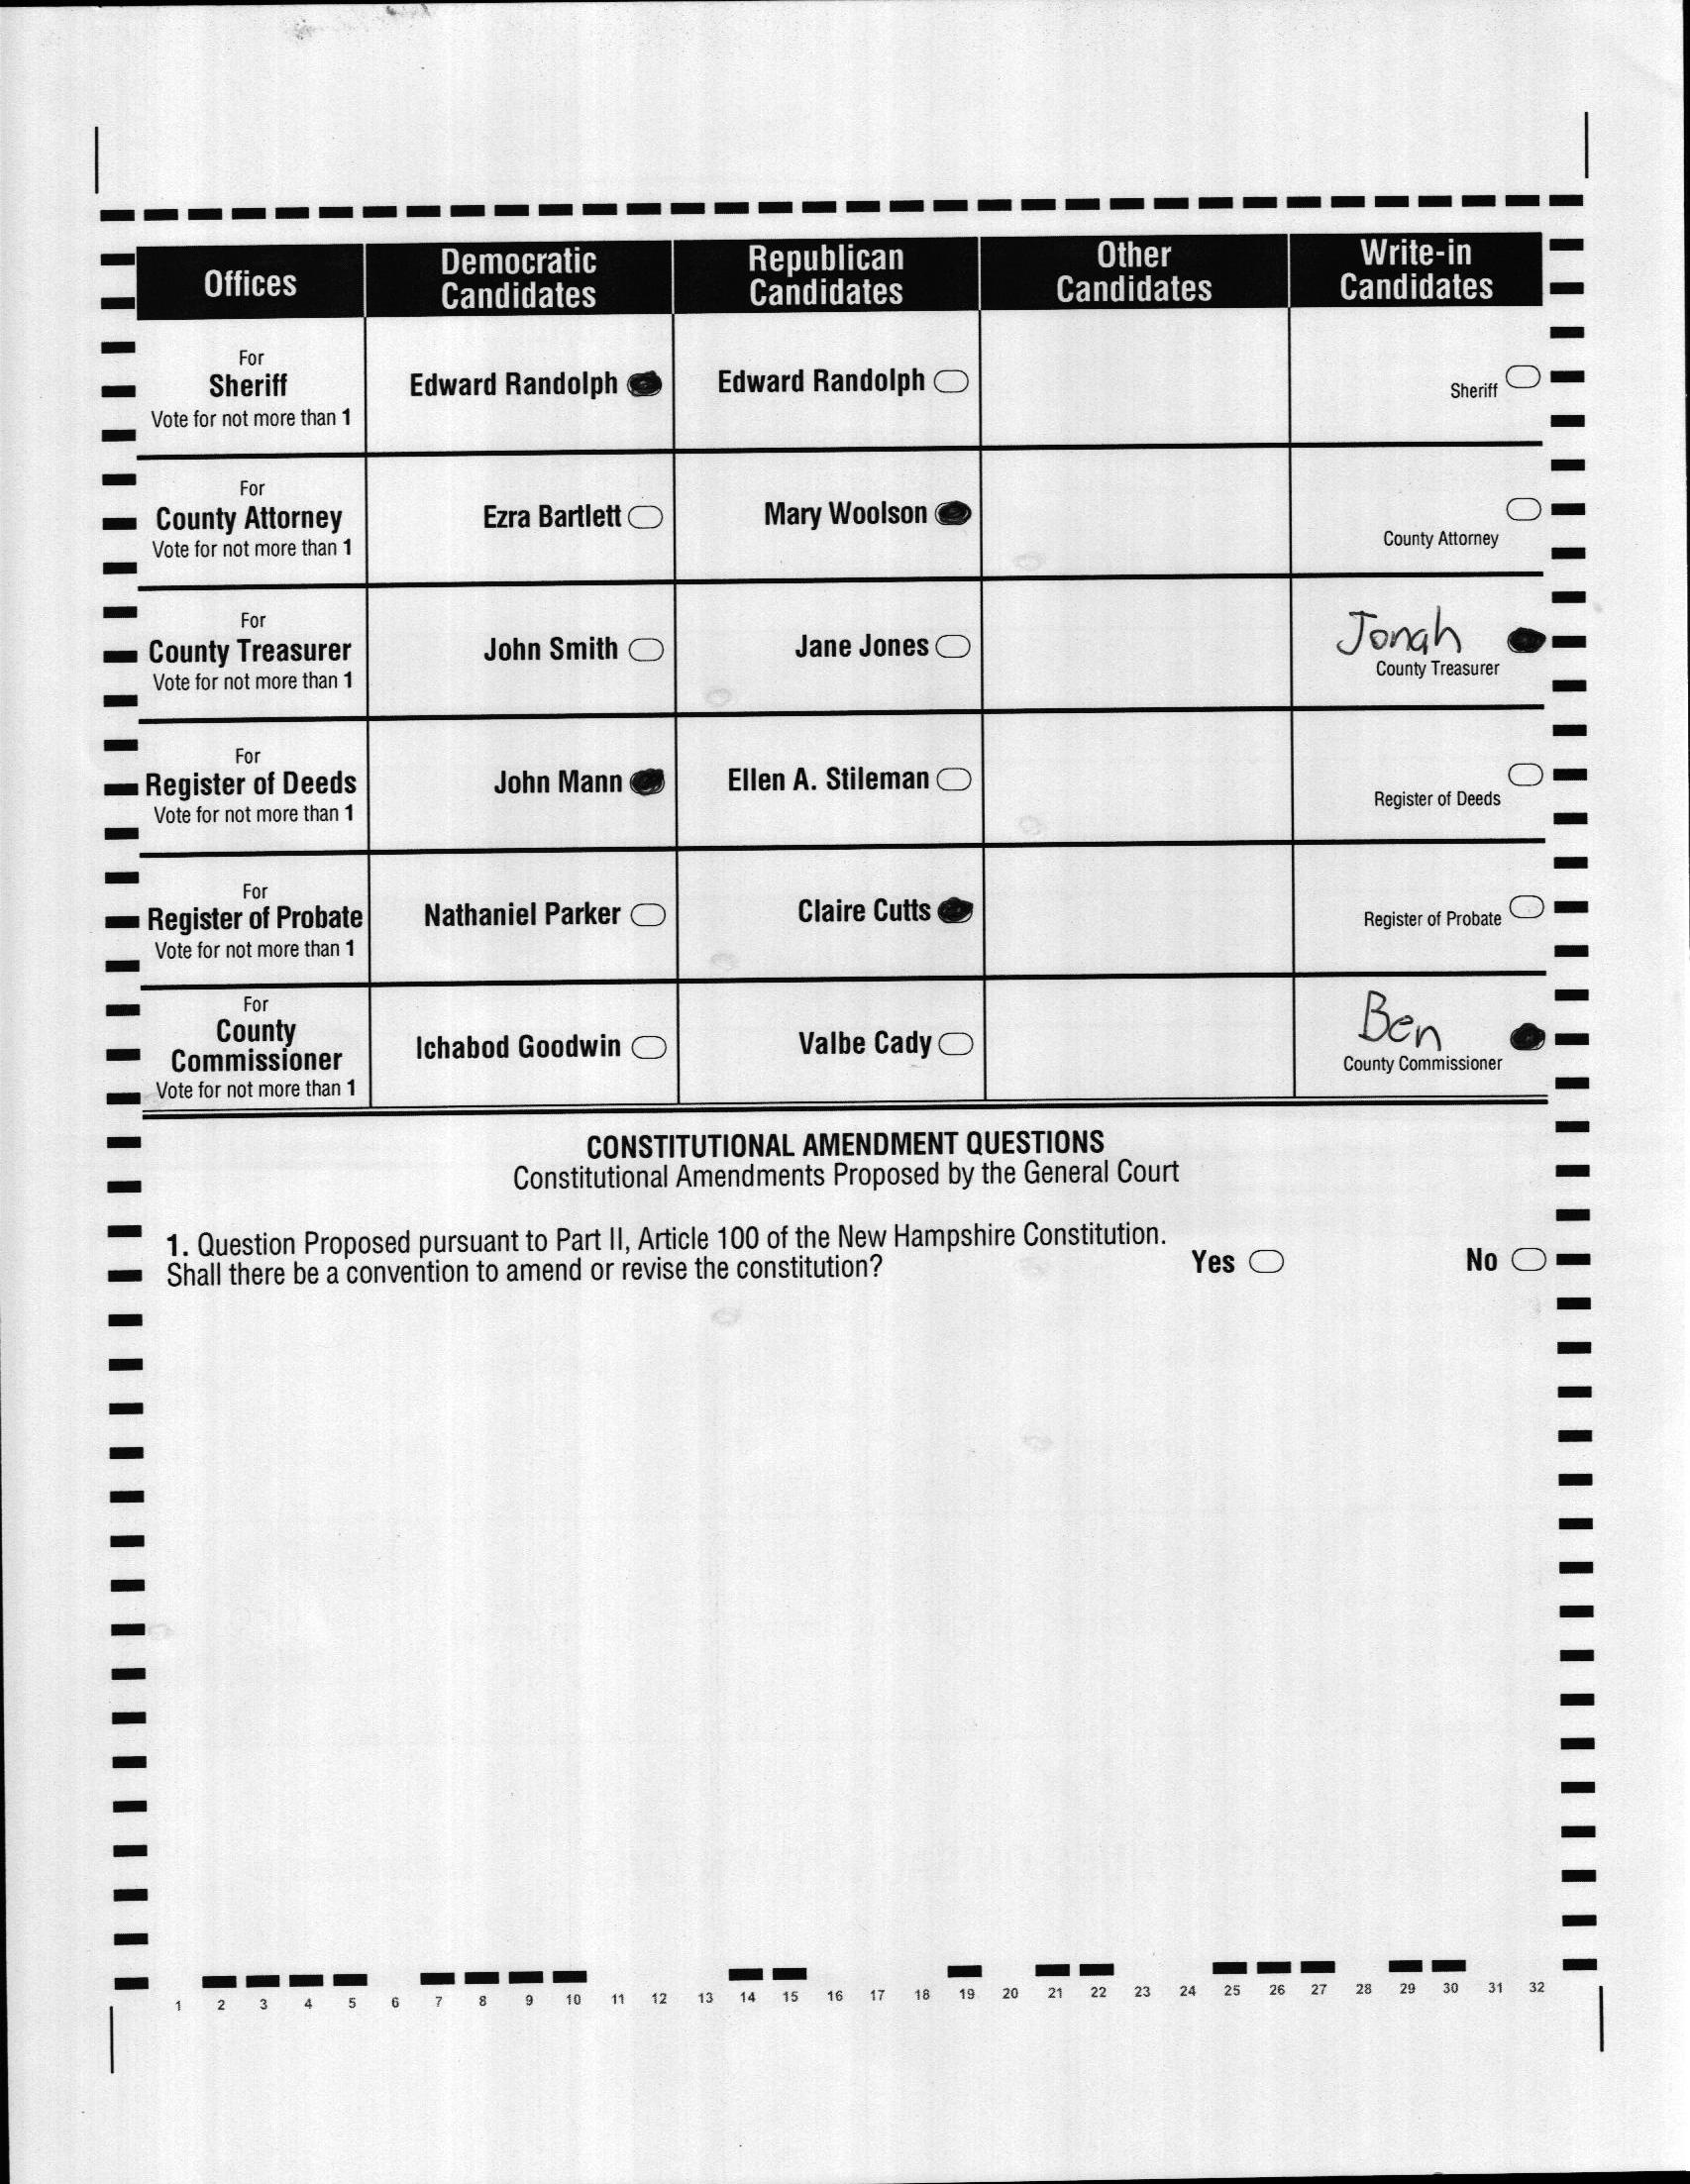 Offices Democratic Candidates Republican Candidates Other Candidates Write-in Candidates
For
Sheriff
Vote for not more than 1
Edward Randolph
Edward Randolph
Sheriff
For
County Attorney
Vote for not more than 1
Ezra Bartlett
Mary Woolson
County Attorney
For
County Treasurer
Vote for not more than 1
John Smith
Jane Jones
Jonah
County Treasurer
For
Register of Deeds
Vote for not more than 1
John Mann
Ellen A. Stileman
Register of Deeds
For
Register of Probate
Vote for not more than 1
Nathaniel Parker
Claire Cutts
Register of Probate
For
County
Commissioner
Vote for not more than 1
Ichabod Goodwin
Valbe Cady
Ben
County Commissioner
CONSTITUTIONAL AMENDMENT QUESTIONS
Constitutional Amendments Proposed by the General Court
1. Question Proposed pursuant to Part II, Article 100 of the New Hampshire Constitution.
Shall there be a convention to amend or revise the constitution?
Yes
No
1 2 3 4 5 6 7 8 9 10 11 12 13 14 15 16 17 18 19 20 21 22 23 24 25 26 27 28 29 30 31 32